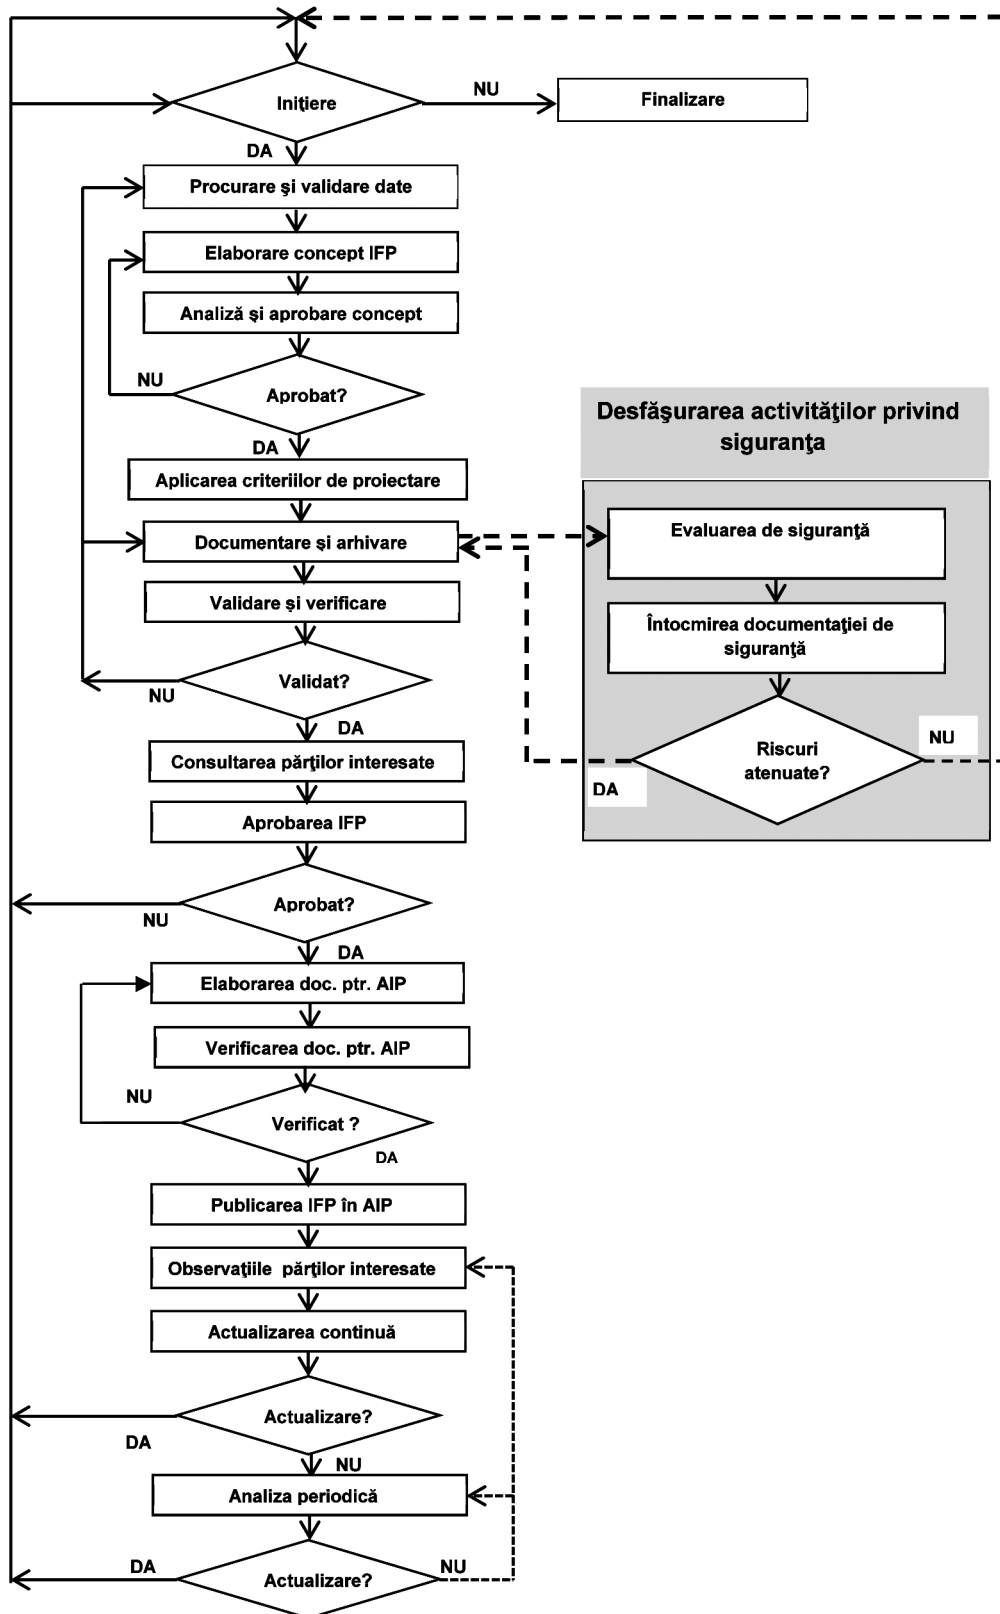 Iniţiere
NU
Finalizare
DA
Procurare şi validare date
Elaborare concept IFP
Analiză şi aprobare concept
NU
Aprobat?
DA
Aplicarea criteriilor de proiectare
Documentare și arhivare
Validare și verificare
Validat?
NU
DA
Consultarea părţilor interesate
Aprobarea IFP
Aprobat?
NU
DA
Elaborarea doc. ptr. AIP
Verificarea doc. ptr. AIP
NU
Verificat ?
DA
Publicarea IFP în AIP
Observaţiile părţilor interesate
Actualizarea continuă
Actualizare?
DA
NU
Analiza periodică
DA
NU
Actualizare?
Desfăşurarea activităţilor privind
siguranţa
Evaluarea de siguranţă
Întocmirea documentaţiei de
siguranţă
Riscuri
atenuate?
NU
DA